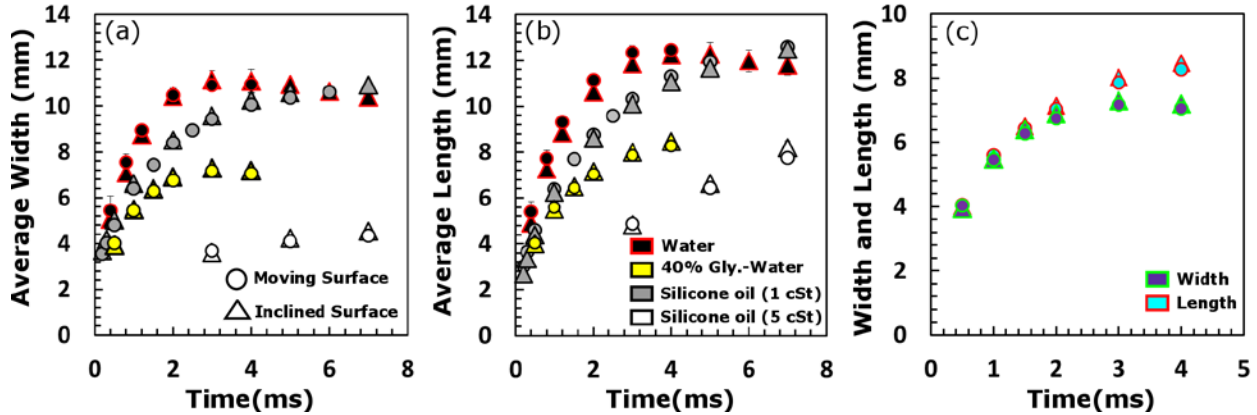 (a)
Average Width (mm)
14
12
10
8
6
4
2
0
0 2 4 6 8
Time(ms)
Moving Surface
Inclined Surface
(b)
Average Length (mm)
14
12
10
8
6
4
2
0
0 2 4 6 8
Time(ms)
Water
40% Gly.-Water
Silicone oil (1 cSt)
Silicone oil (5 cSt)
(c)
Width and Length (mm)
10
8
6
4
2
0
0 1 2 3 4 5
Time(ms)
Width
Length